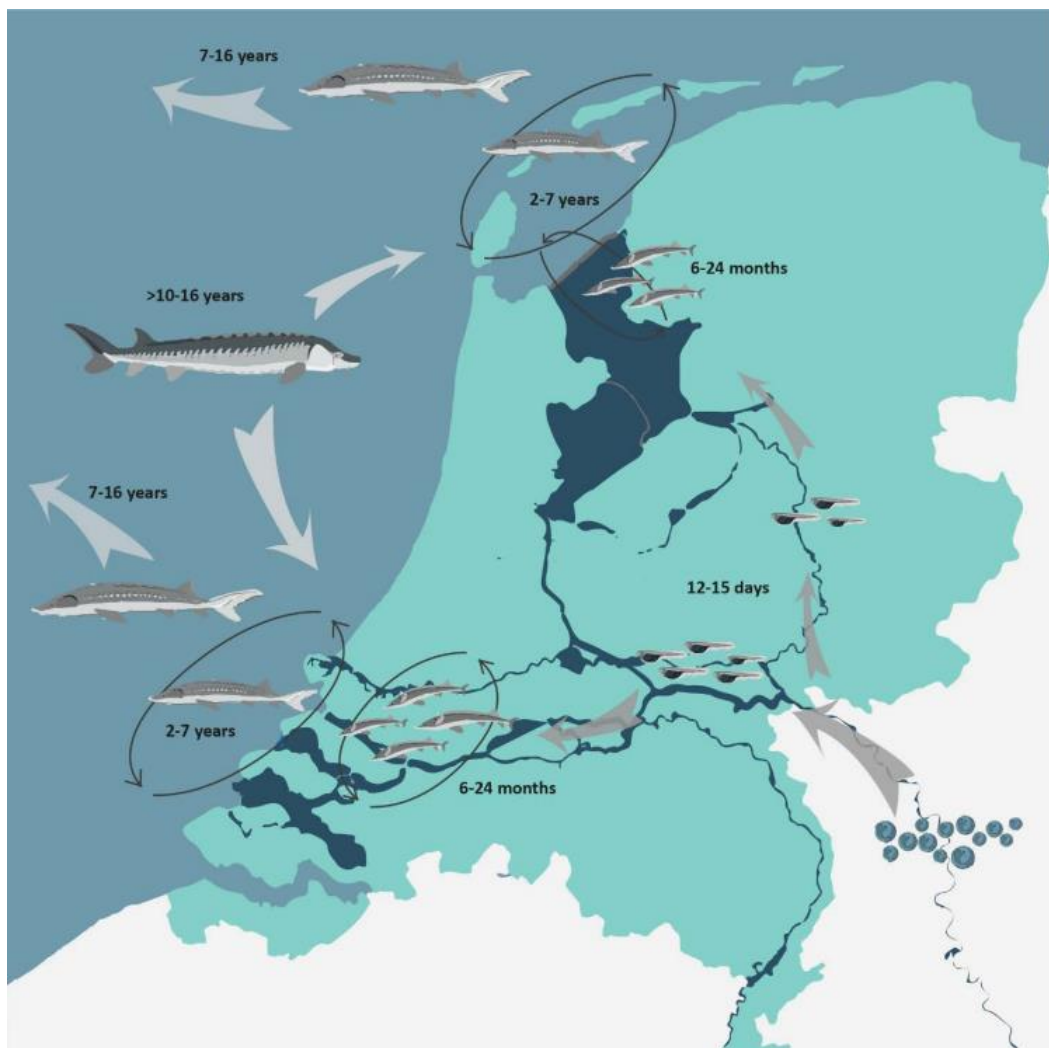 7-16 years
2-7 years
6-24 months
>10-16 years
7-16 years
12-15 days
2-7 years
6-24 months